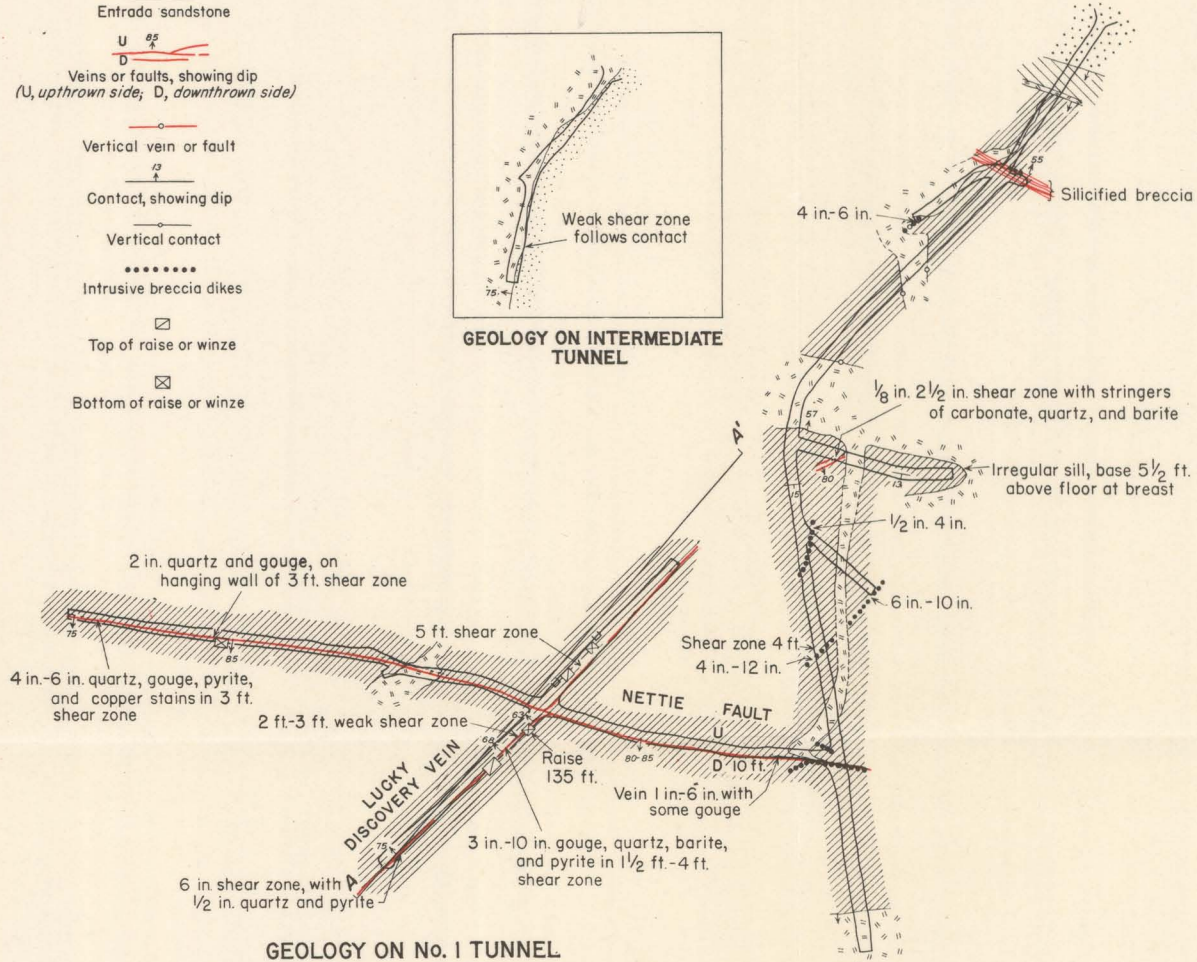 Entrada sandstone
U 85
D
Veins or faults, showing dip
(U, upthrown side; D, downthrown side)
Vertical vein or fault
13
Contact, showing dip
Vertical contact
Intrusive breccia dikes
Top of raise or winze
Bottom of raise or winze
Weak shear zone
follows contact
75
GEOLOGY ON INTERMEDIATE
TUNNEL
55
Silicified breccia
4 in.-6 in.
1/8 in. 2 1/2 in. shear zone with stringers
of carbonate, quartz, and barite
57
80
13
15
Irregular sill, base 5 1/2 ft.
above floor at breast
1/2 in. 4 in.
6 in.-10 in.
Shear zone 4 ft.
4 in.-12 in.
A'
2 in. quartz and gouge, on
hanging wall of 3 ft. shear zone
75
85
5 ft. shear zone
4 in.-6 in. quartz, gouge, pyrite,
and copper stains in 3 ft.
shear zone
2 ft.-3 ft. weak shear zone
63
68
NETTIE FAULT
U
D 10 ft.
80-85
Raise
135 ft.
Vein 1 in.-6 in. with
some gouge
LUCKY
DISCOVERY VEIN
3 in.-10 in. gouge, quartz, barite,
and pyrite in 1 1/2 ft.-4 ft.
shear zone
75
A
6 in. shear zone, with
1/2 in. quartz and pyrite
GEOLOGY ON No. 1 TUNNEL